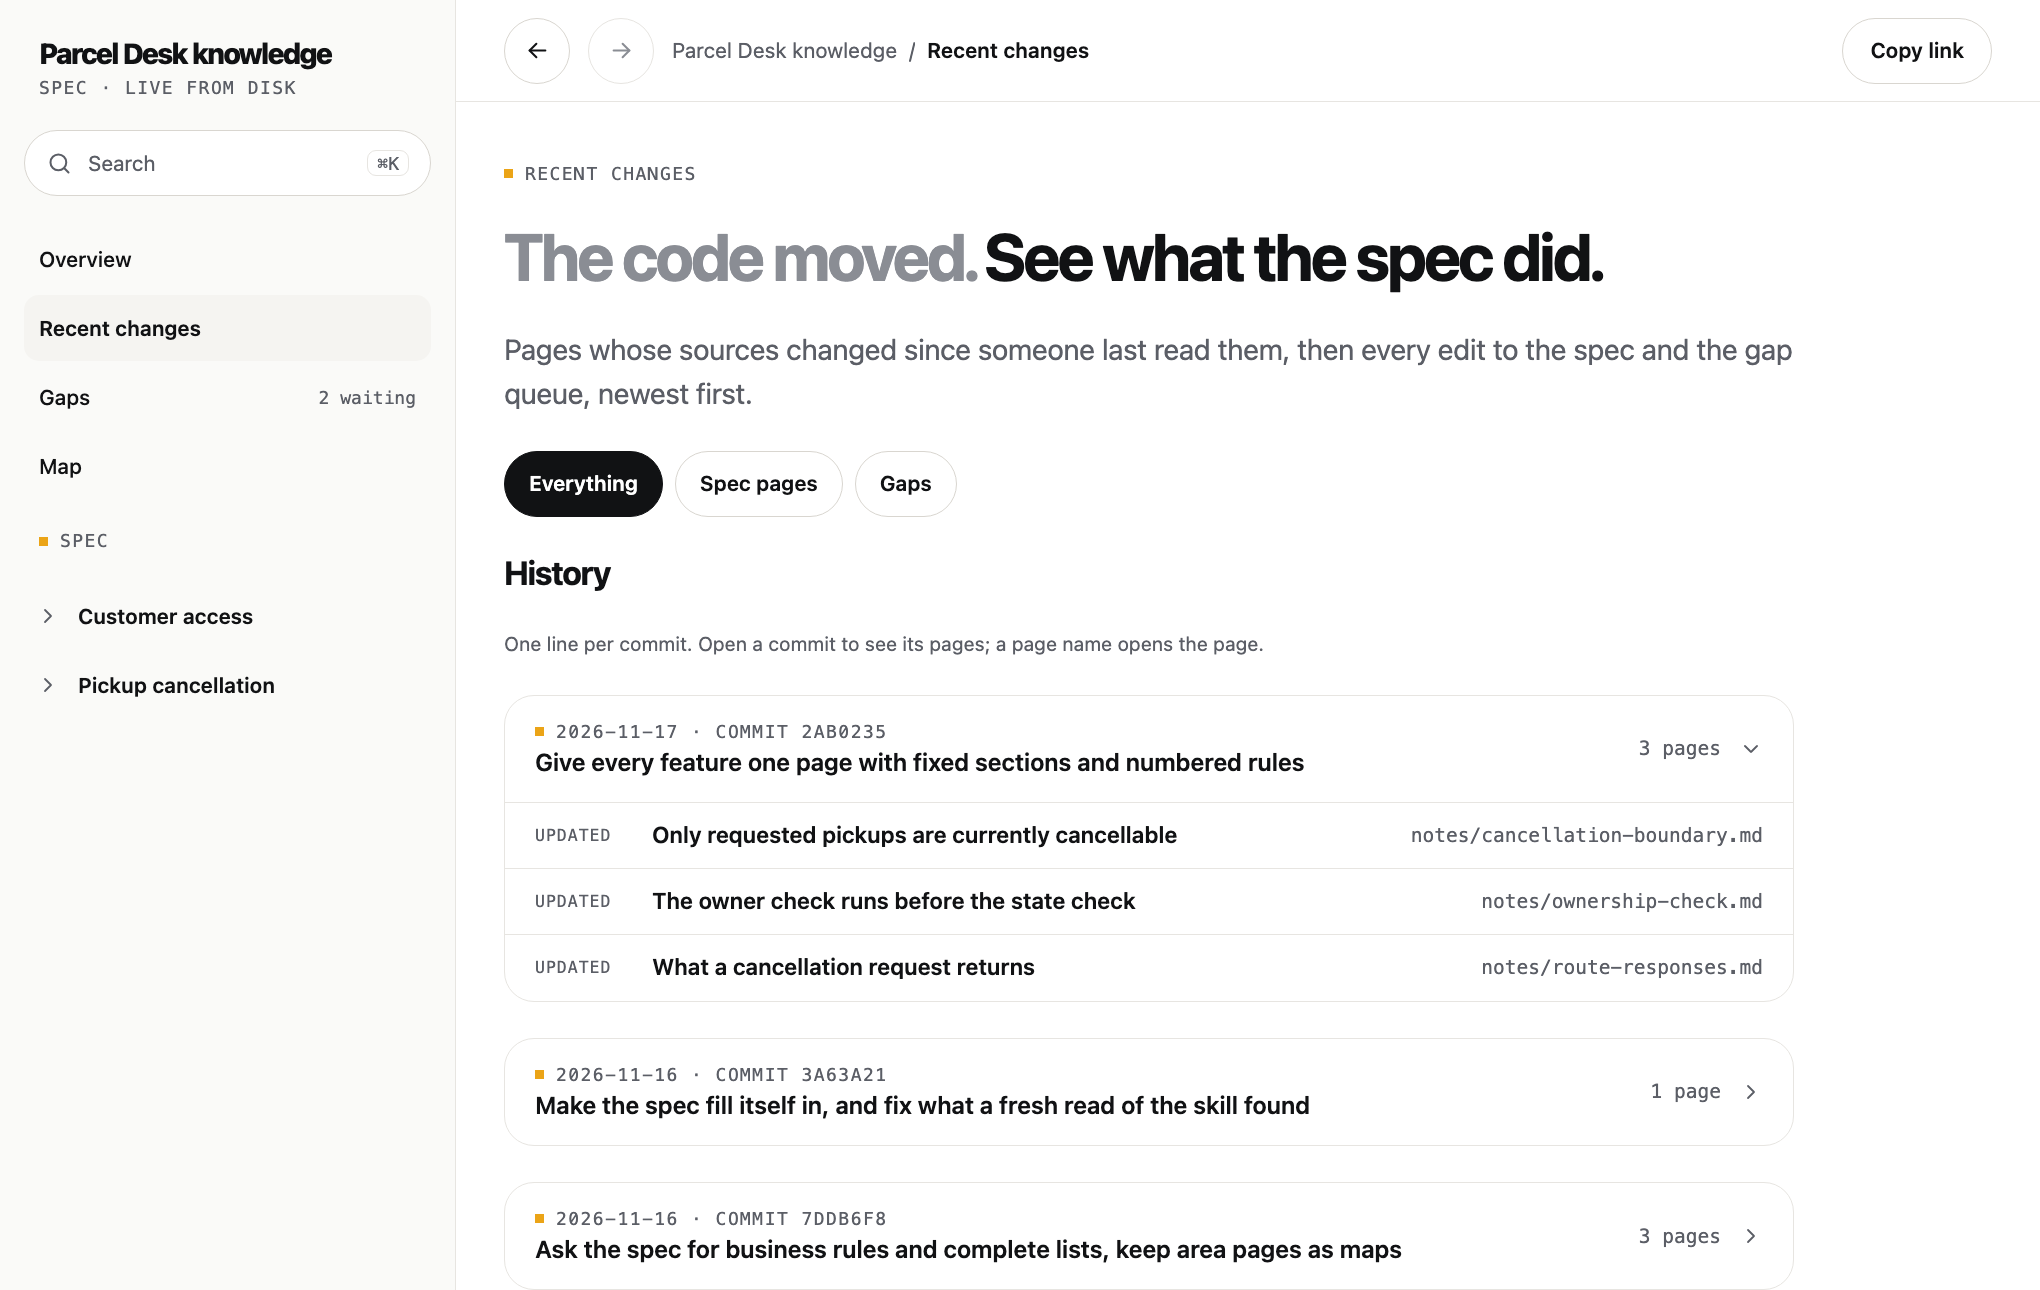 Parcel Desk knowledge
SPEC · LIVE FROM DISK
Search
⌘K
Overview
Recent changes
Gaps
2 waiting
Map
SPEC
Customer access
Pickup cancellation
Parcel Desk knowledge / Recent changes
Copy link
RECENT CHANGES
The code moved. See what the spec did.
Pages whose sources changed since someone last read them, then every edit to the spec and the gap
queue, newest first.
Everything
Spec pages
Gaps
History
One line per commit. Open a commit to see its pages; a page name opens the page.
2026-11-17 · COMMIT 2AB0235
Give every feature one page with fixed sections and numbered rules
3 pages
UPDATED
Only requested pickups are currently cancellable
notes/cancellation-boundary.md
UPDATED
The owner check runs before the state check
notes/ownership-check.md
UPDATED
What a cancellation request returns
notes/route-responses.md
2026-11-16 · COMMIT 3A63A21
Make the spec fill itself in, and fix what a fresh read of the skill found
1 page
2026-11-16 · COMMIT 7DDB6F8
Ask the spec for business rules and complete lists, keep area pages as maps
3 pages